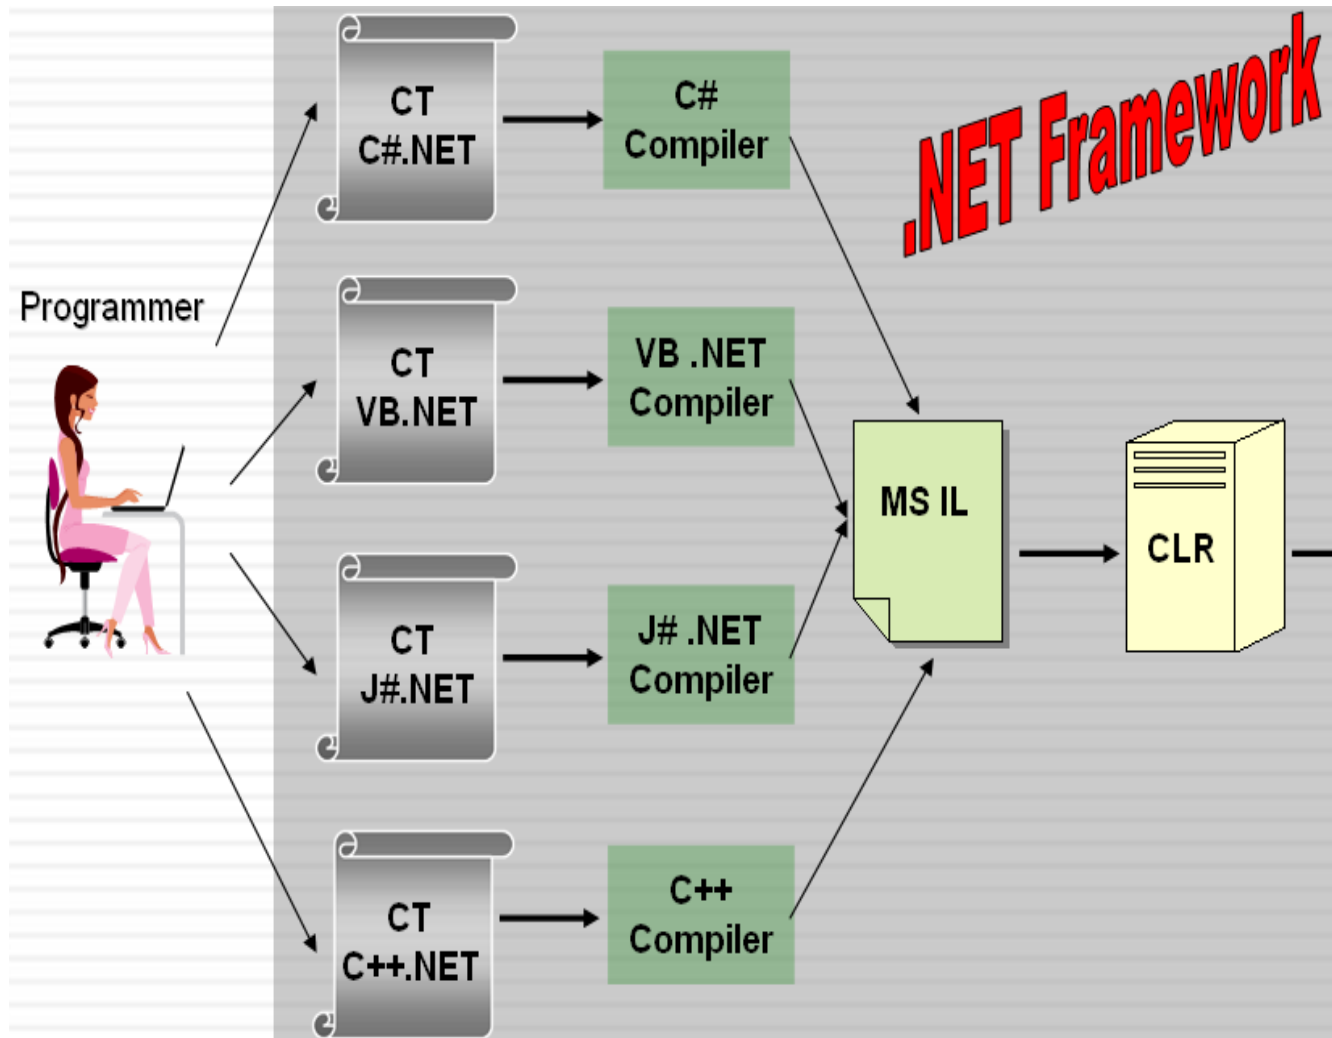 .NET Framework
Programmer
CT
C#.NET
C#
Compiler
CT
VB.NET
VB .NET
Compiler
CT
J#.NET
J# .NET
Compiler
CT
C++.NET
C++
Compiler
MS IL
CLR